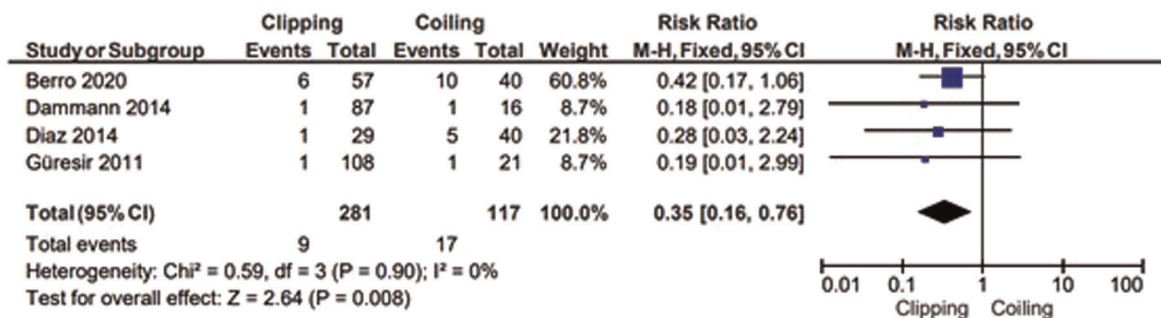 Clipping Coiling Risk Ratio Risk Ratio
Study or Subgroup Events Total Events Total Weight M-H, Fixed, 95% CI M-H, Fixed, 95% CI
Berro 2020 6 57 10 40 60.8% 0.42 [0.17, 1.06]
Dammann 2014 1 87 1 16 8.7% 0.18 [0.01, 2.79]
Diaz 2014 1 29 5 40 21.8% 0.28 [0.03, 2.24]
Güresir 2011 1 108 1 21 8.7% 0.19 [0.01, 2.99]
Total (95% CI) 281 117 100.0% 0.35 [0.16, 0.76]
Total events 9 17
Heterogeneity: Chi² = 0.59, df = 3 (P = 0.90); I² = 0%
Test for overall effect: Z = 2.64 (P = 0.008)
0.01 0.1 1 10 100
Clipping Coiling